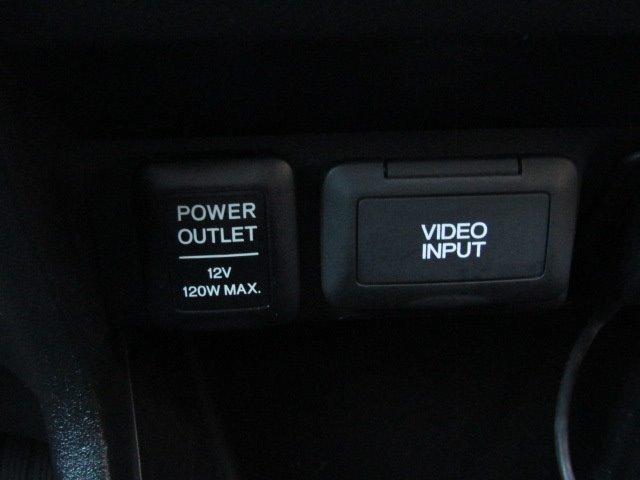 POWER
OUTLET
12V
120W MAX.
VIDEO
INPUT